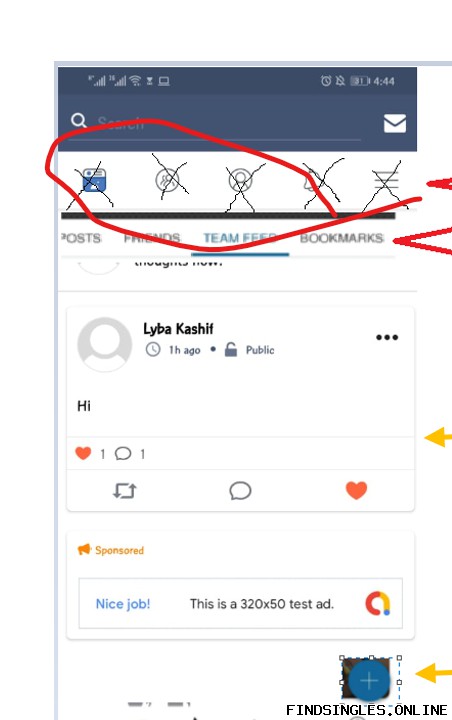 4:44
Search
POSTS FRIENDS TEAM FEED BOOKMARKS
thoughts now?
Lyba Kashif
1h ago • Public
Hi
1 1
Sponsored
Nice job! This is a 320x50 test ad.
FINDSINGLES.ONLINE